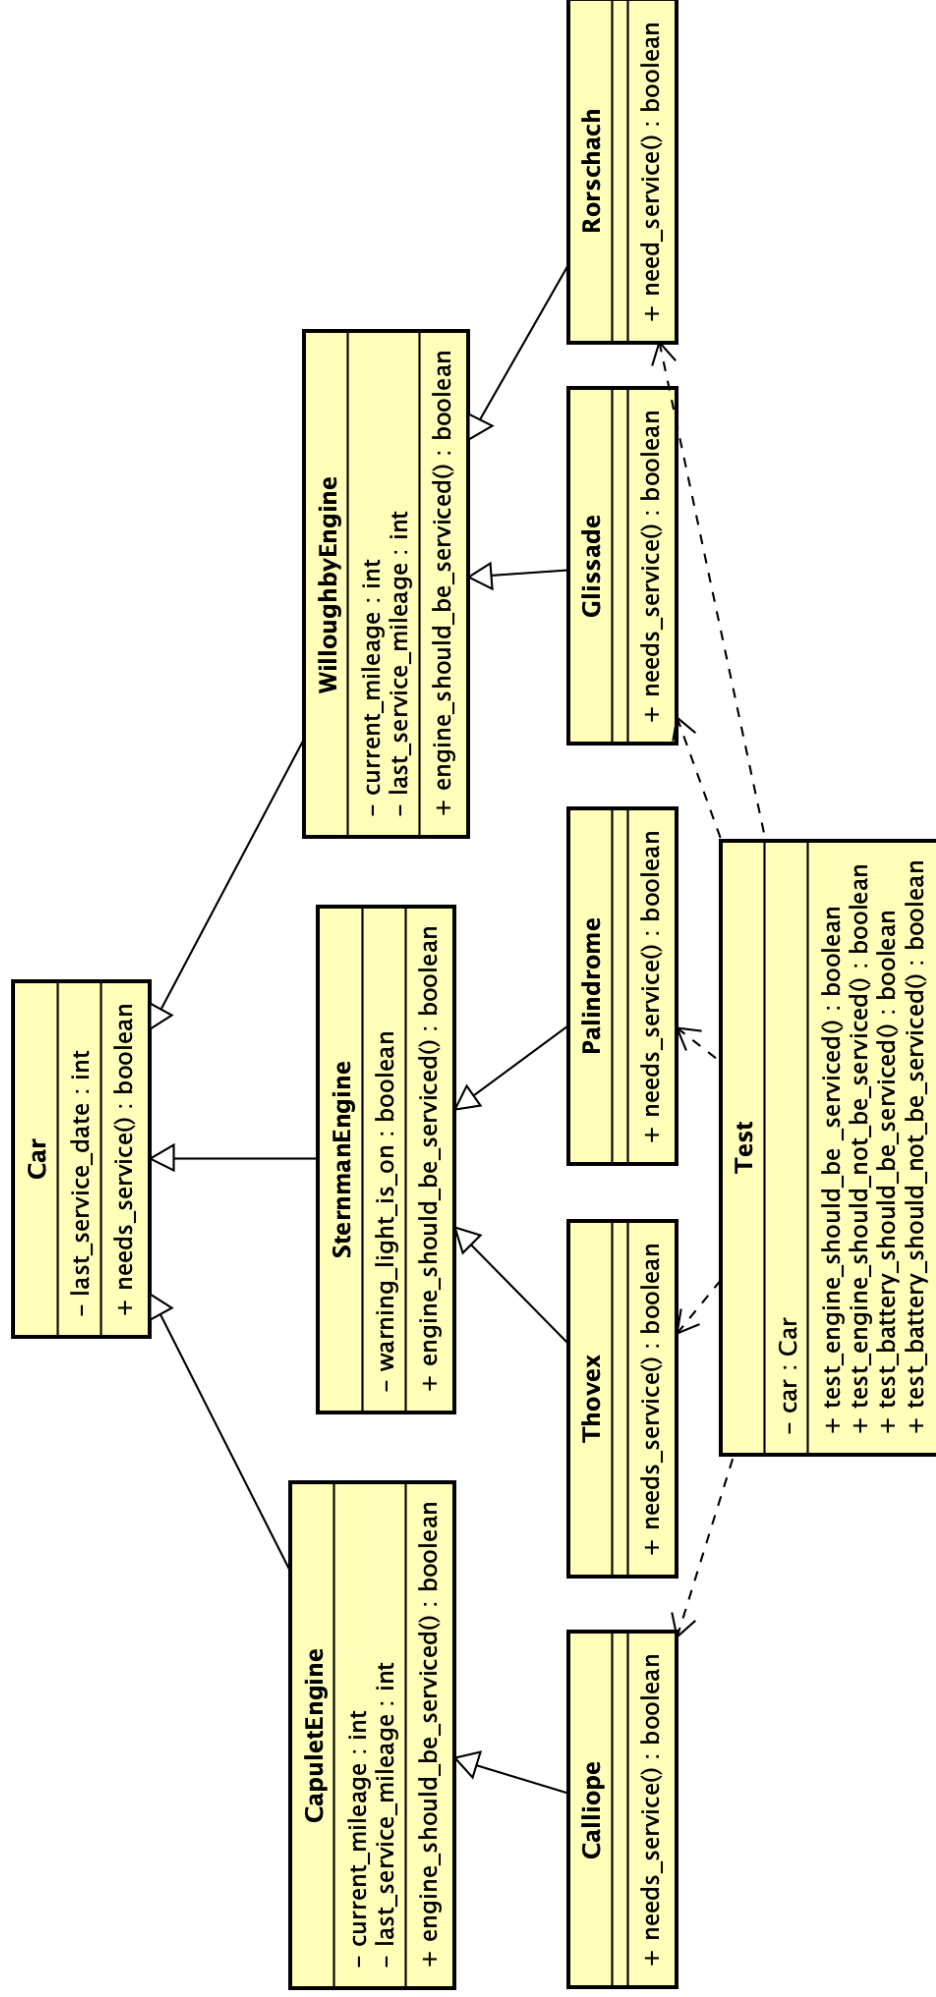 Car
- last_service_date : int
+ needs_service() : boolean
CapuletEngine
- current_mileage : int
- last_service_mileage : int
+ engine_should_be_serviced() : boolean
SternmanEngine
- warning_light_is_on : boolean
+ engine_should_be_serviced() : boolean
WilloughbyEngine
- current_mileage : int
- last_service_mileage : int
+ engine_should_be_serviced() : boolean
Calliope
+ needs_service() : boolean
Thovex
+ needs_service() : boolean
Palindrome
+ needs_service() : boolean
Glissade
+ needs_service() : boolean
Rorschach
+ need_service() : boolean
Test
- car : Car
+ test_engine_should_be_serviced() : boolean
+ test_engine_should_not_be_serviced() : boolean
+ test_battery_should_be_serviced() : boolean
+ test_battery_should_not_be_serviced() : boolean